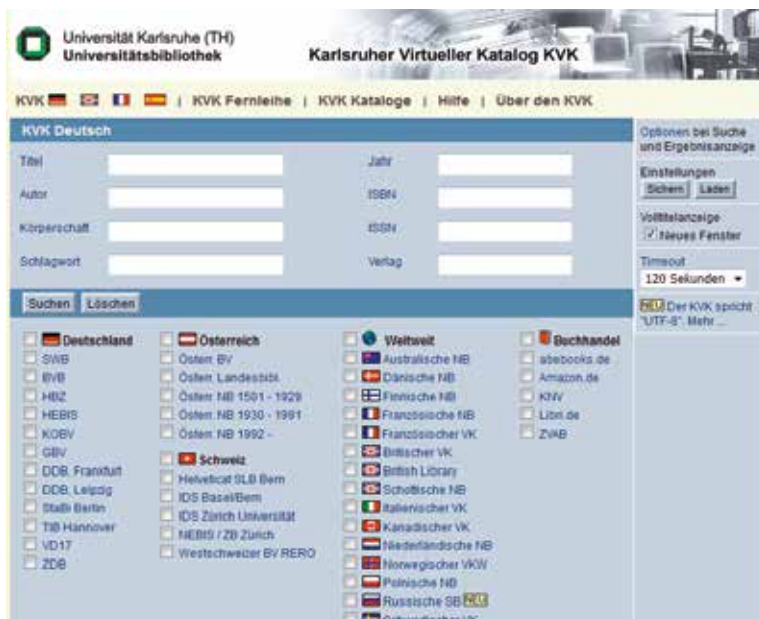 Universität Karlsruhe (TH)
Universitätsbibliothek
Karlsruher Virtueller Katalog KVK
KVK | KVK Fernleihe | KVK Kataloge | Hilfe | Über den KVK
KVK Deutsch
Titel
Jahr
Autor
ISBN
Körperschaft
ISSN
Schlagwort
Verlag
Suchen Löschen
Optionen bei Suche
und Ergebnisanzeige
Einstellungen
Sichern Laden
Volltitelanzeige
Neues Fenster
Timeout
120 Sekunden
NEU Der KVK spricht
"UTF-8". Mehr ...
Deutschland
SWB
BVB
HBZ
HEBIS
KOBV
GBV
DDB, Frankfurt
DDB, Leipzig
StaBi Berlin
TIB Hannover
VD17
ZDB
Österreich
Österr. BV
Österr. Landesbibl.
Österr. NB 1501 - 1929
Österr. NB 1930 - 1991
Österr. NB 1992 -
Schweiz
Helveticat SLB Bern
IDS Basel/Bern
IDS Zürich Universität
NEBIS / ZB Zürich
Westschweizer BV RERO
Weltweit
Australische NB
Dänische NB
Finnische NB
Französische NB
Französischer VK
Britischer VK
British Library
Schottische NB
Italienischer VK
Kanadischer VK
Niederländische NB
Norwegischer VKW
Polnische NB
Russische SB NEU
Buchhandel
abebooks.de
Amazon.de
KNV
Libri.de
ZVAB